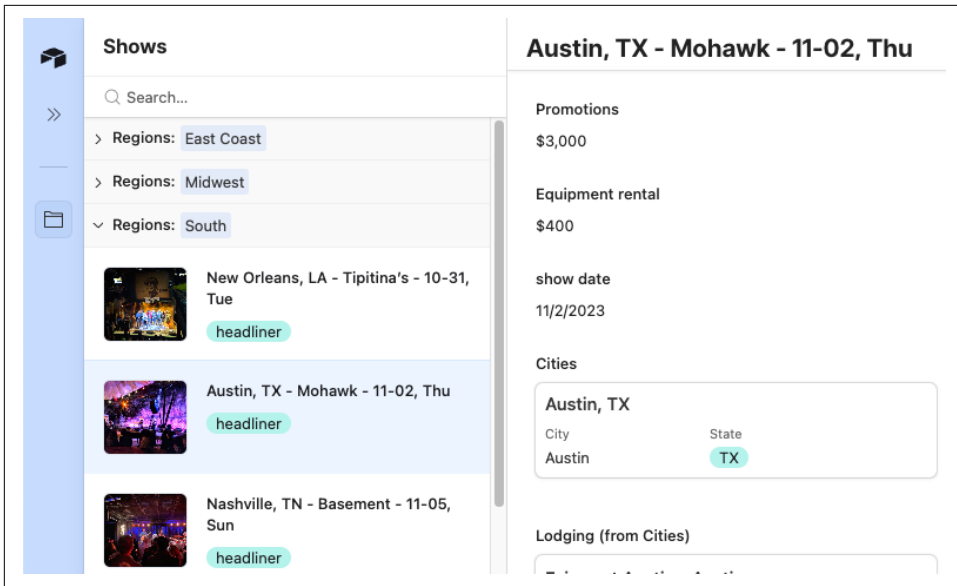 Shows
Search...
Regions: East Coast
Regions: Midwest
Regions: South
New Orleans, LA - Tipitina’s - 10-31,
Tue
headliner
Austin, TX - Mohawk - 11-02, Thu
headliner
Nashville, TN - Basement - 11-05,
Sun
headliner
Austin, TX - Mohawk - 11-02, Thu
Promotions
$3,000
Equipment rental
$400
show date
11/2/2023
Cities
Austin, TX
City State
Austin TX
Lodging (from Cities)